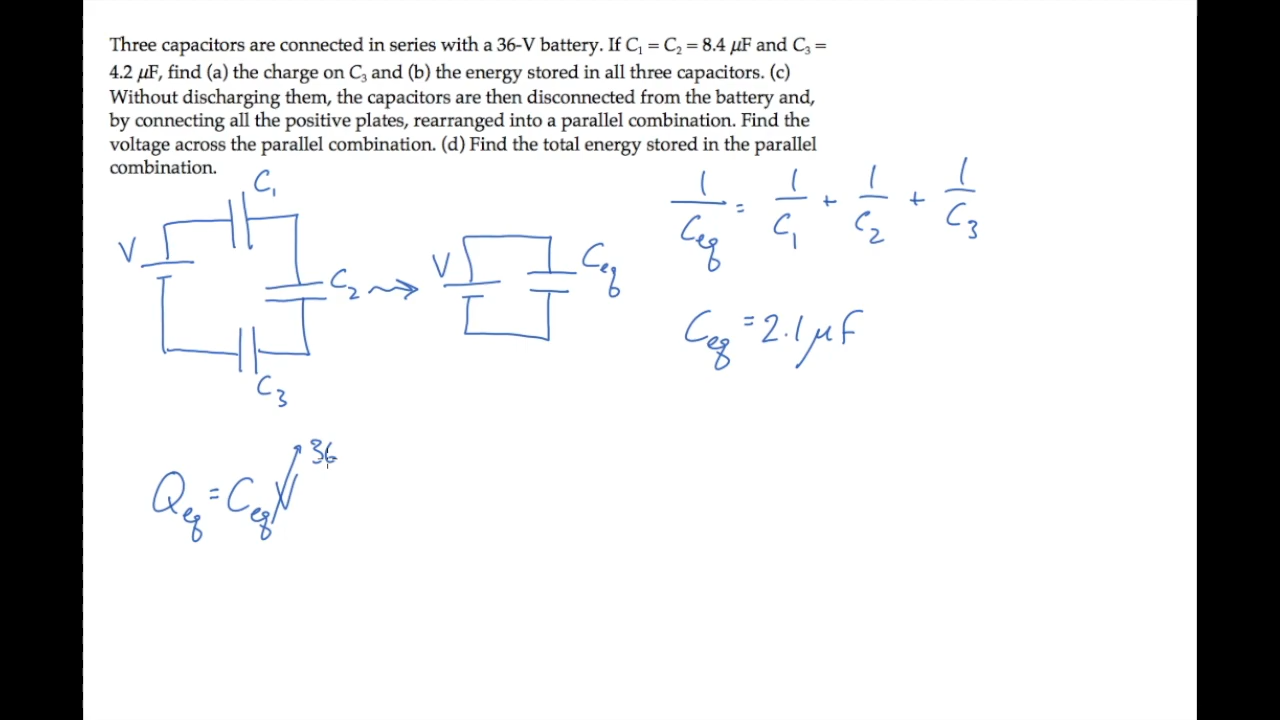 Three capacitors are connected in series with a 36-V battery. If C₁ = C₂ = 8.4 μF and C₃ =
4.2 μF, find (a) the charge on C₃ and (b) the energy stored in all three capacitors. (c)
Without discharging them, the capacitors are then disconnected from the battery and,
by connecting all the positive plates, rearranged into a parallel combination. Find the
voltage across the parallel combination. (d) Find the total energy stored in the parallel
combination.
C₁
1/Ceq = 1/C₁ + 1/C₂ + 1/C₃
V
C₂
V
Ceq
Ceq = 2.1 μF
C₃
Qeq = Ceq V
36